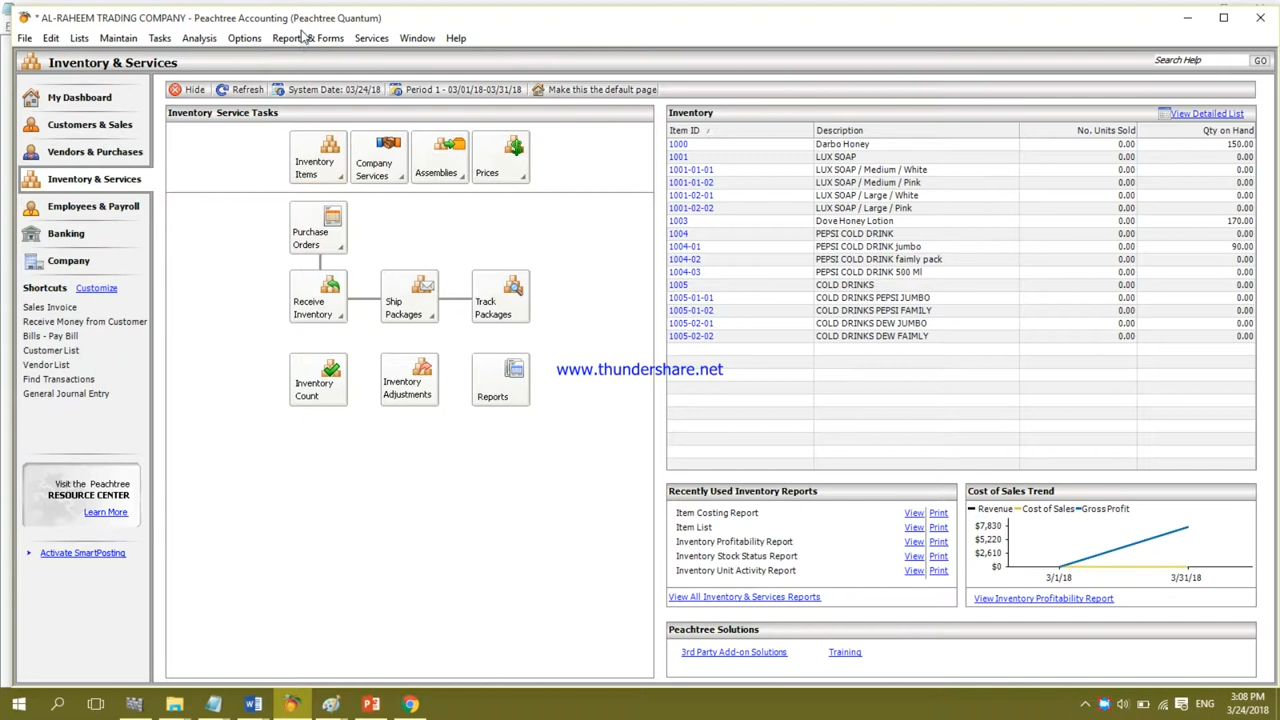 * AL-RAHEEM TRADING COMPANY - Peachtree Accounting (Peachtree Quantum)
File Edit Lists Maintain Tasks Analysis Options Reports & Forms Services Window Help
Inventory & Services
Search Help GO
Hide Refresh System Date: 03/24/18 Period 1 - 03/01/18-03/31/18 Make this the default page
My Dashboard
Customers & Sales
Vendors & Purchases
Inventory & Services
Employees & Payroll
Banking
Company
Shortcuts Customize
Sales Invoice
Receive Money from Customer
Bills - Pay Bill
Customer List
Vendor List
Find Transactions
General Journal Entry
Visit the Peachtree
RESOURCE CENTER
Learn More
Activate SmartPosting
Inventory Service Tasks
Inventory Items
Company Services
Assemblies
Prices
Purchase Orders
Receive Inventory
Ship Packages
Track Packages
Inventory Count
Inventory Adjustments
Reports
www.thundershare.net
Inventory View Detailed List
Item ID / Description No. Units Sold Qty on Hand
1000 Darbo Honey 0.00 150.00
1001 LUX SOAP 0.00 0.00
1001-01-01 LUX SOAP / Medium / White 0.00 0.00
1001-01-02 LUX SOAP / Medium / Pink 0.00 0.00
1001-02-01 LUX SOAP / Large / White 0.00 0.00
1001-02-02 LUX SOAP / Large / Pink 0.00 0.00
1003 Dove Honey Lotion 0.00 170.00
1004 PEPSI COLD DRINK 0.00 0.00
1004-01 PEPSI COLD DRINK jumbo 0.00 90.00
1004-02 PEPSI COLD DRINK faimly pack 0.00 0.00
1004-03 PEPSI COLD DRINK 500 Ml 0.00 0.00
1005 COLD DRINKS 0.00 0.00
1005-01-01 COLD DRINKS PEPSI JUMBO 0.00 0.00
1005-01-02 COLD DRINKS PEPSI FAMILY 0.00 0.00
1005-02-01 COLD DRINKS DEW JUMBO 0.00 0.00
1005-02-02 COLD DRINKS DEW FAIMLY 0.00 0.00
Recently Used Inventory Reports
Item Costing Report View Print
Item List View Print
Inventory Profitability Report View Print
Inventory Stock Status Report View Print
Inventory Unit Activity Report View Print
View All Inventory & Services Reports
Cost of Sales Trend
Revenue Cost of Sales Gross Profit
$7,830
$5,220
$2,610
$0
3/1/18 3/31/18
View Inventory Profitability Report
Peachtree Solutions
3rd Party Add-on Solutions Training
ENG
3:08 PM
3/24/2018